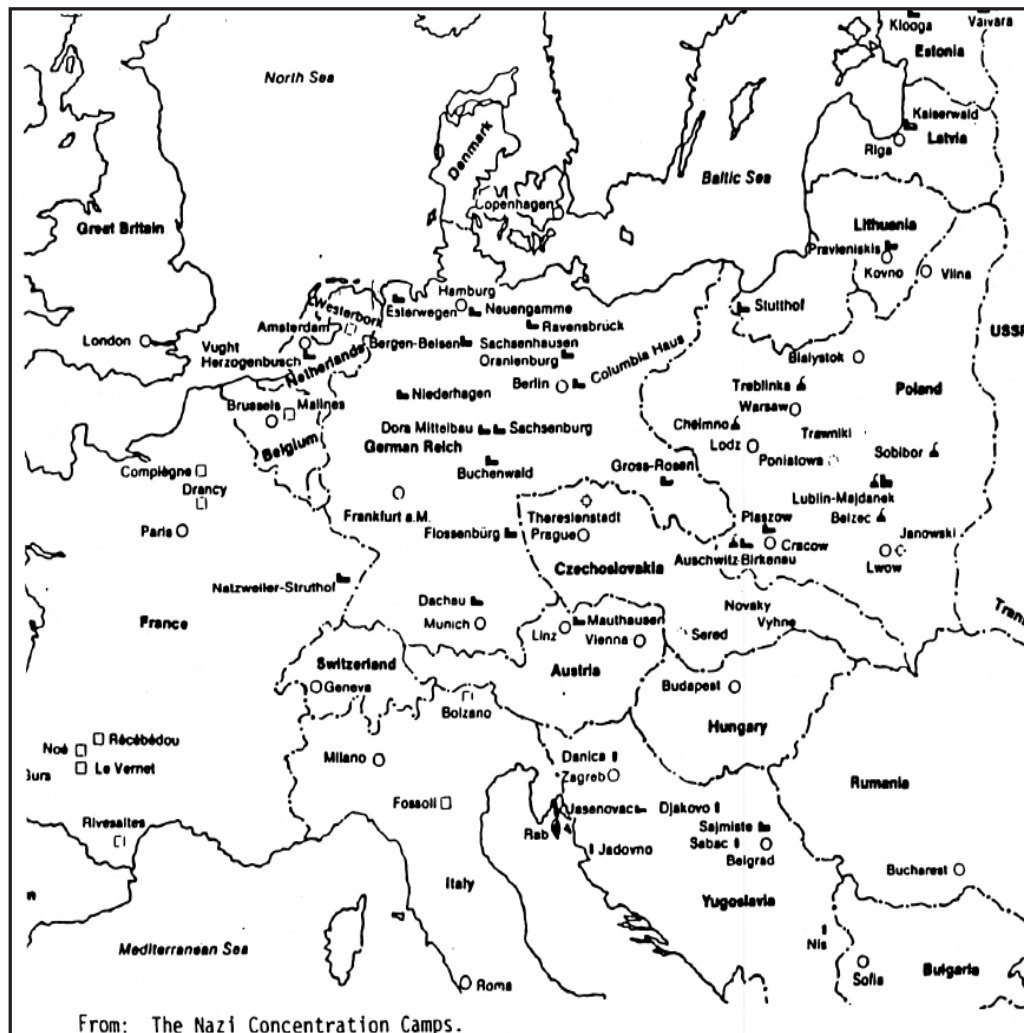 Klooga
Vaivara
Estonia
North Sea
Kaiserwald
Riga
Latvia
Denmark
Baltic Sea
Copenhagen
Great Britain
Lithuania
Pravieniskis
Kovno
Vilna
Hamburg
Esterwegen
Neuengamme
Westerbork
Stutthof
Amsterdam
Ravensbrück
USSR
London
Vught
Bergen-Belsen
Sachsenhausen
Herzogenbusch
Netherlands
Oranienburg
Columbia Haus
Bialystok
Berlin
Treblinka
Poland
Niederhagen
Brussels
Malines
Warsaw
Chelmno
Dora Mittelbau
Sachsenburg
Trawniki
Belgium
German Reich
Lodz
Sobibor
Poniatowa
Compiègne
Buchenwald
Gross-Rosen
Drancy
Lublin-Majdanek
Frankfurt a.M.
Theresienstadt
Plaszow
Belzec
Paris
Flossenbürg
Prague
Cracow
Janowski
Auschwitz-Birkenau
Lwow
Czechoslovakia
Natzweiler-Struthof
Dachau
Novaky
France
Munich
Linz
Mauthausen
Vyhne
Vienna
Sered
Switzerland
Austria
Geneva
Budapest
Bolzano
Hungary
Récébédou
Noé
Milano
Danica
Le Vernet
Zagreb
Rumania
Fossoli
Jasenovac
Djakovo
Rivesaltes
Rab
Sajmiste
Jadovno
Sabac
Belgrad
Bucharest
Italy
Yugoslavia
Mediterranean Sea
Nis
Sofia
Bulgaria
Roma
From: The Nazi Concentration Camps.